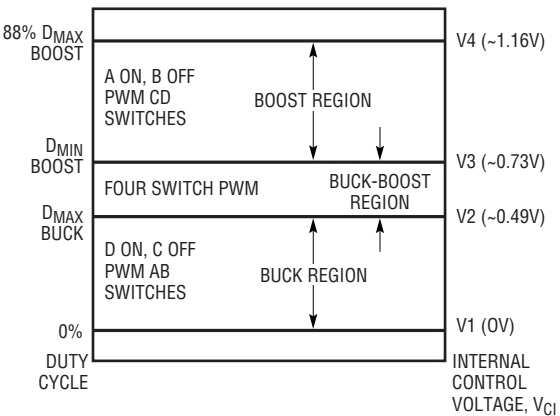 88% DMAX
BOOST
V4 (~1.16V)
A ON, B OFF
PWM CD
SWITCHES
BOOST REGION
DMIN
BOOST
V3 (~0.73V)
FOUR SWITCH PWM
BUCK-BOOST
REGION
DMAX
BUCK
V2 (~0.49V)
D ON, C OFF
PWM AB
SWITCHES
BUCK REGION
0%
V1 (0V)
DUTY
CYCLE
INTERNAL
CONTROL
VOLTAGE, VCI